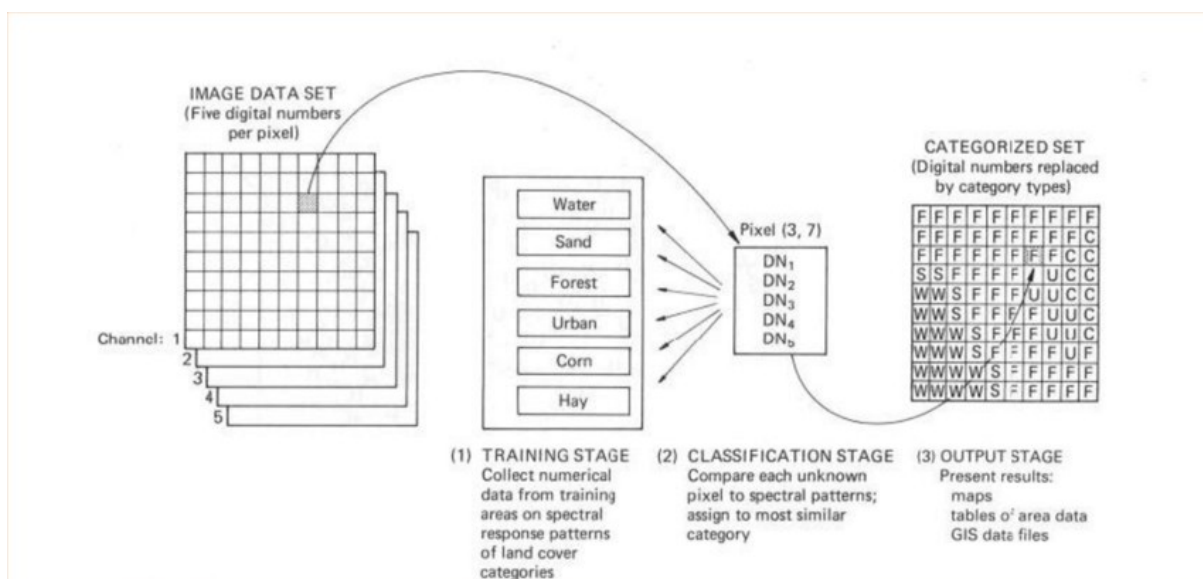 IMAGE DATA SET
(Five digital numbers
per pixel)
Channel: 1
2
3
4
5
Water
Sand
Forest
Urban
Corn
Hay
(1) TRAINING STAGE
Collect numerical
data from training
areas on spectral
response patterns
of land cover
categories
Pixel (3, 7)
DN1
DN2
DN3
DN4
DN5
(2) CLASSIFICATION STAGE
Compare each unknown
pixel to spectral patterns;
assign to most similar
category
CATEGORIZED SET
(Digital numbers replaced
by category types)
F F F F F F F F F F
F F F F F F F F F C
F F F F F F F F C C
S S F F F F U C C
W W S F F F U U C C
W W S F F F F U U C
W W W S F F F U U C
W W W S F F F F U F
W W W W S F F F F F
W W W W S F F F F F
(3) OUTPUT STAGE
Present results:
maps
tables of area data
GIS data files